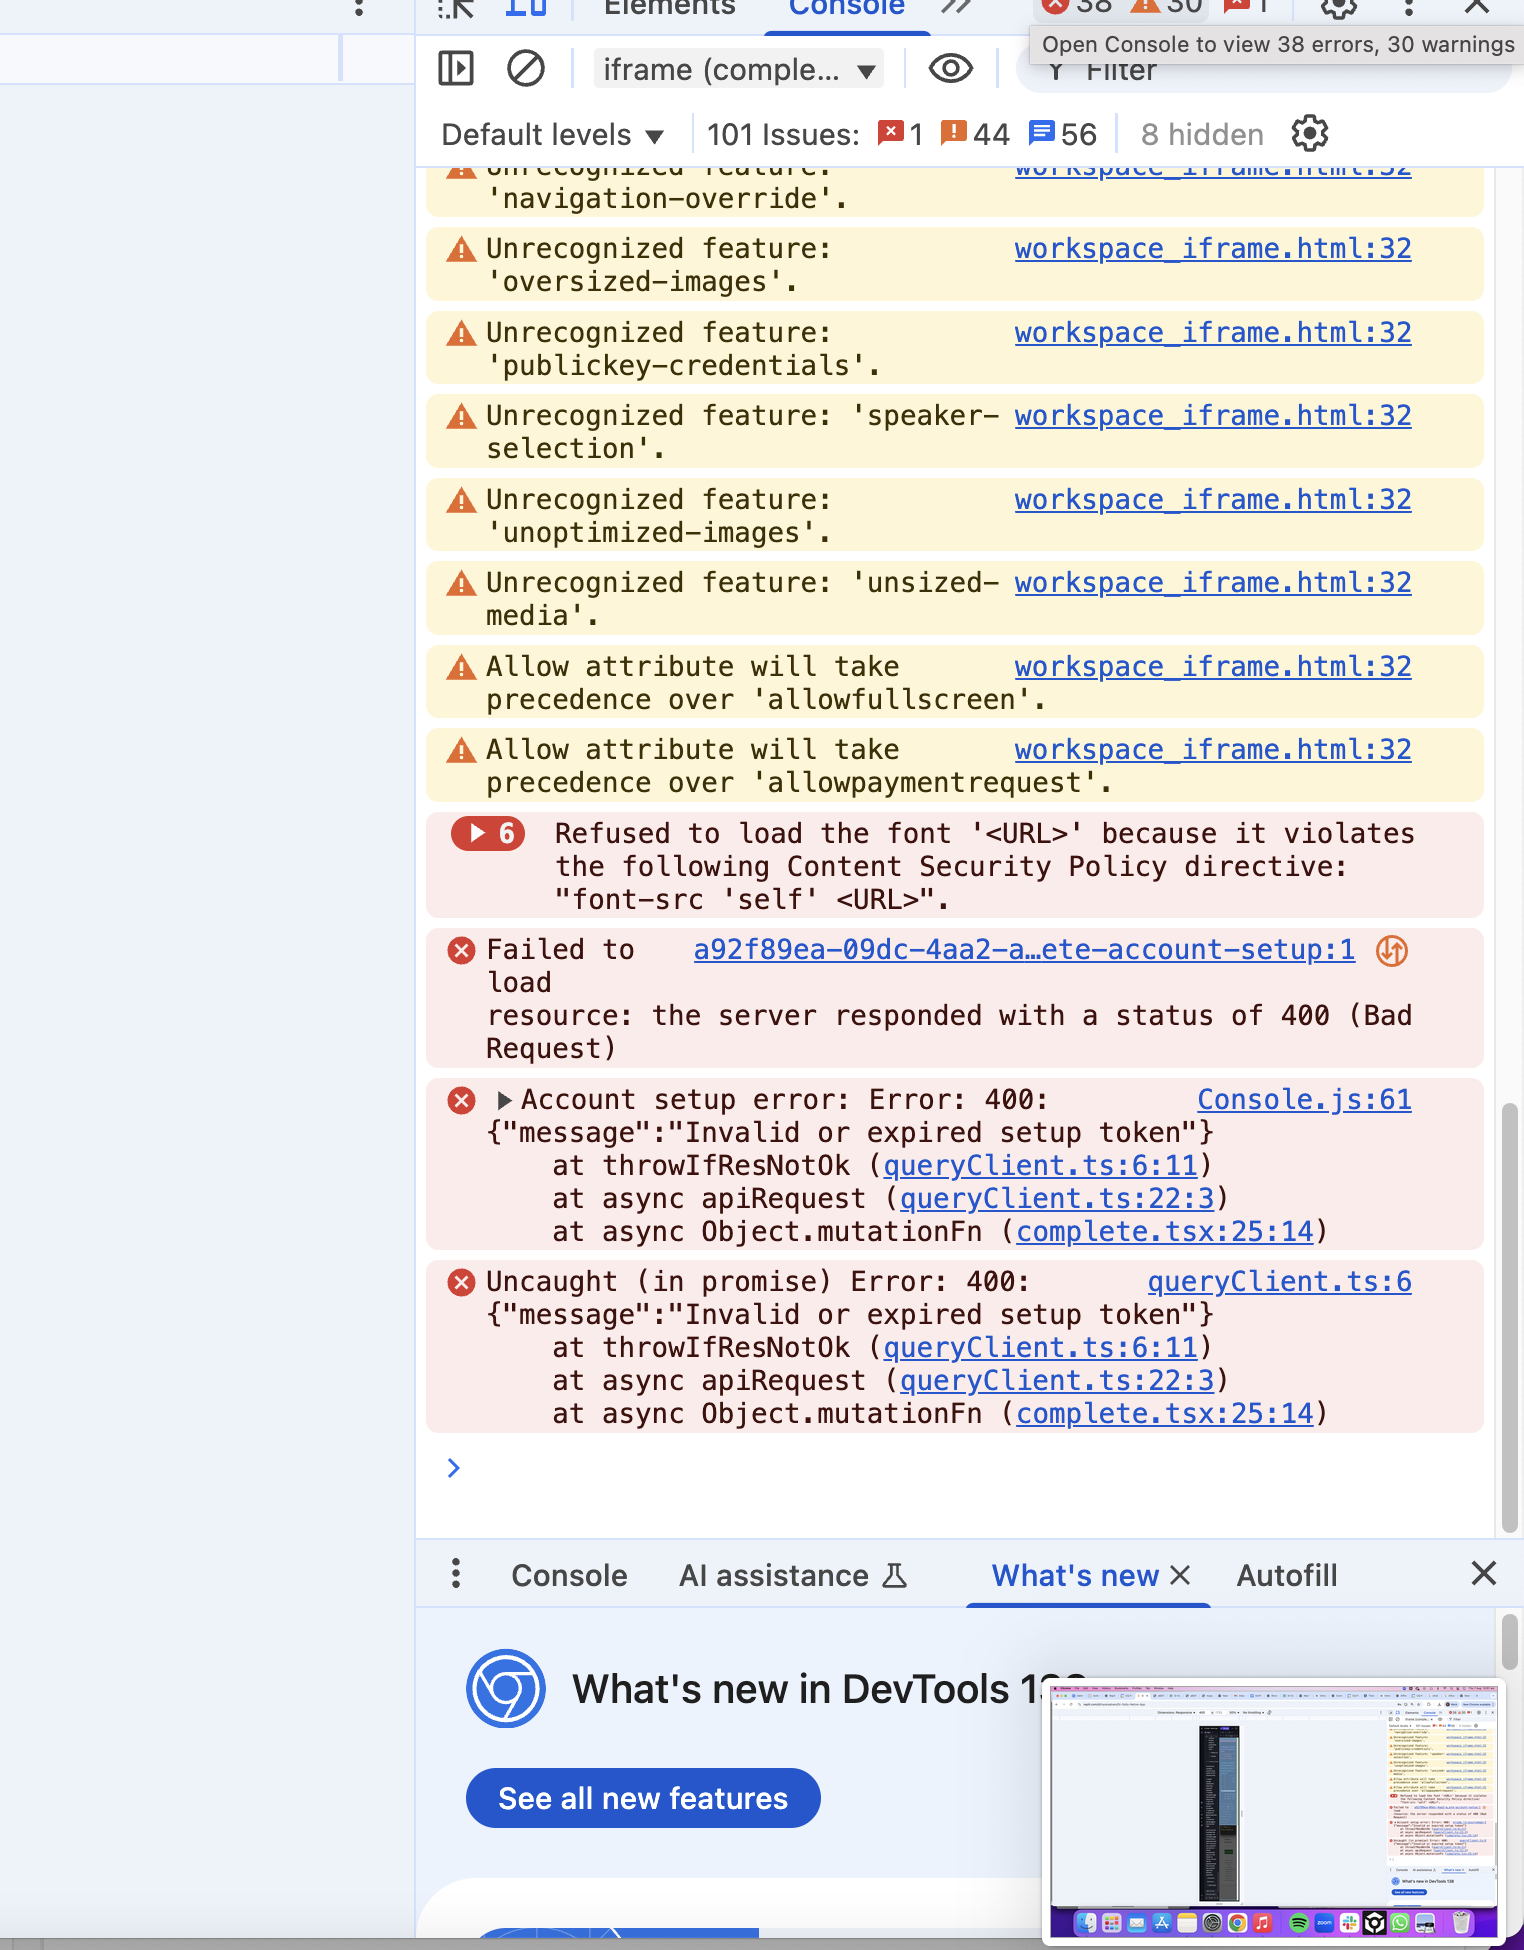 Elements
Console
38
30
1
Open Console to view 38 errors, 30 warnings
iframe (comple...
Filter
Default levels
101 Issues:
1
44
56
8 hidden
Unrecognized feature: workspace_iframe.html:32
'navigation-override'.
Unrecognized feature: workspace_iframe.html:32
'oversized-images'.
Unrecognized feature: workspace_iframe.html:32
'publickey-credentials'.
Unrecognized feature: 'speaker- workspace_iframe.html:32
selection'.
Unrecognized feature: workspace_iframe.html:32
'unoptimized-images'.
Unrecognized feature: 'unsized- workspace_iframe.html:32
media'.
Allow attribute will take workspace_iframe.html:32
precedence over 'allowfullscreen'.
Allow attribute will take workspace_iframe.html:32
precedence over 'allowpaymentrequest'.
6 Refused to load the font '<URL>' because it violates
the following Content Security Policy directive:
"font-src 'self' <URL>".
Failed to a92f89ea-09dc-4aa2-a…ete-account-setup:1
load
resource: the server responded with a status of 400 (Bad
Request)
Account setup error: Error: 400: Console.js:61
{"message":"Invalid or expired setup token"}
at throwIfResNotOk (queryClient.ts:6:11)
at async apiRequest (queryClient.ts:22:3)
at async Object.mutationFn (complete.tsx:25:14)
Uncaught (in promise) Error: 400: queryClient.ts:6
{"message":"Invalid or expired setup token"}
at throwIfResNotOk (queryClient.ts:6:11)
at async apiRequest (queryClient.ts:22:3)
at async Object.mutationFn (complete.tsx:25:14)
Console
AI assistance
What's new
Autofill
What's new in DevTools 138
See all new features